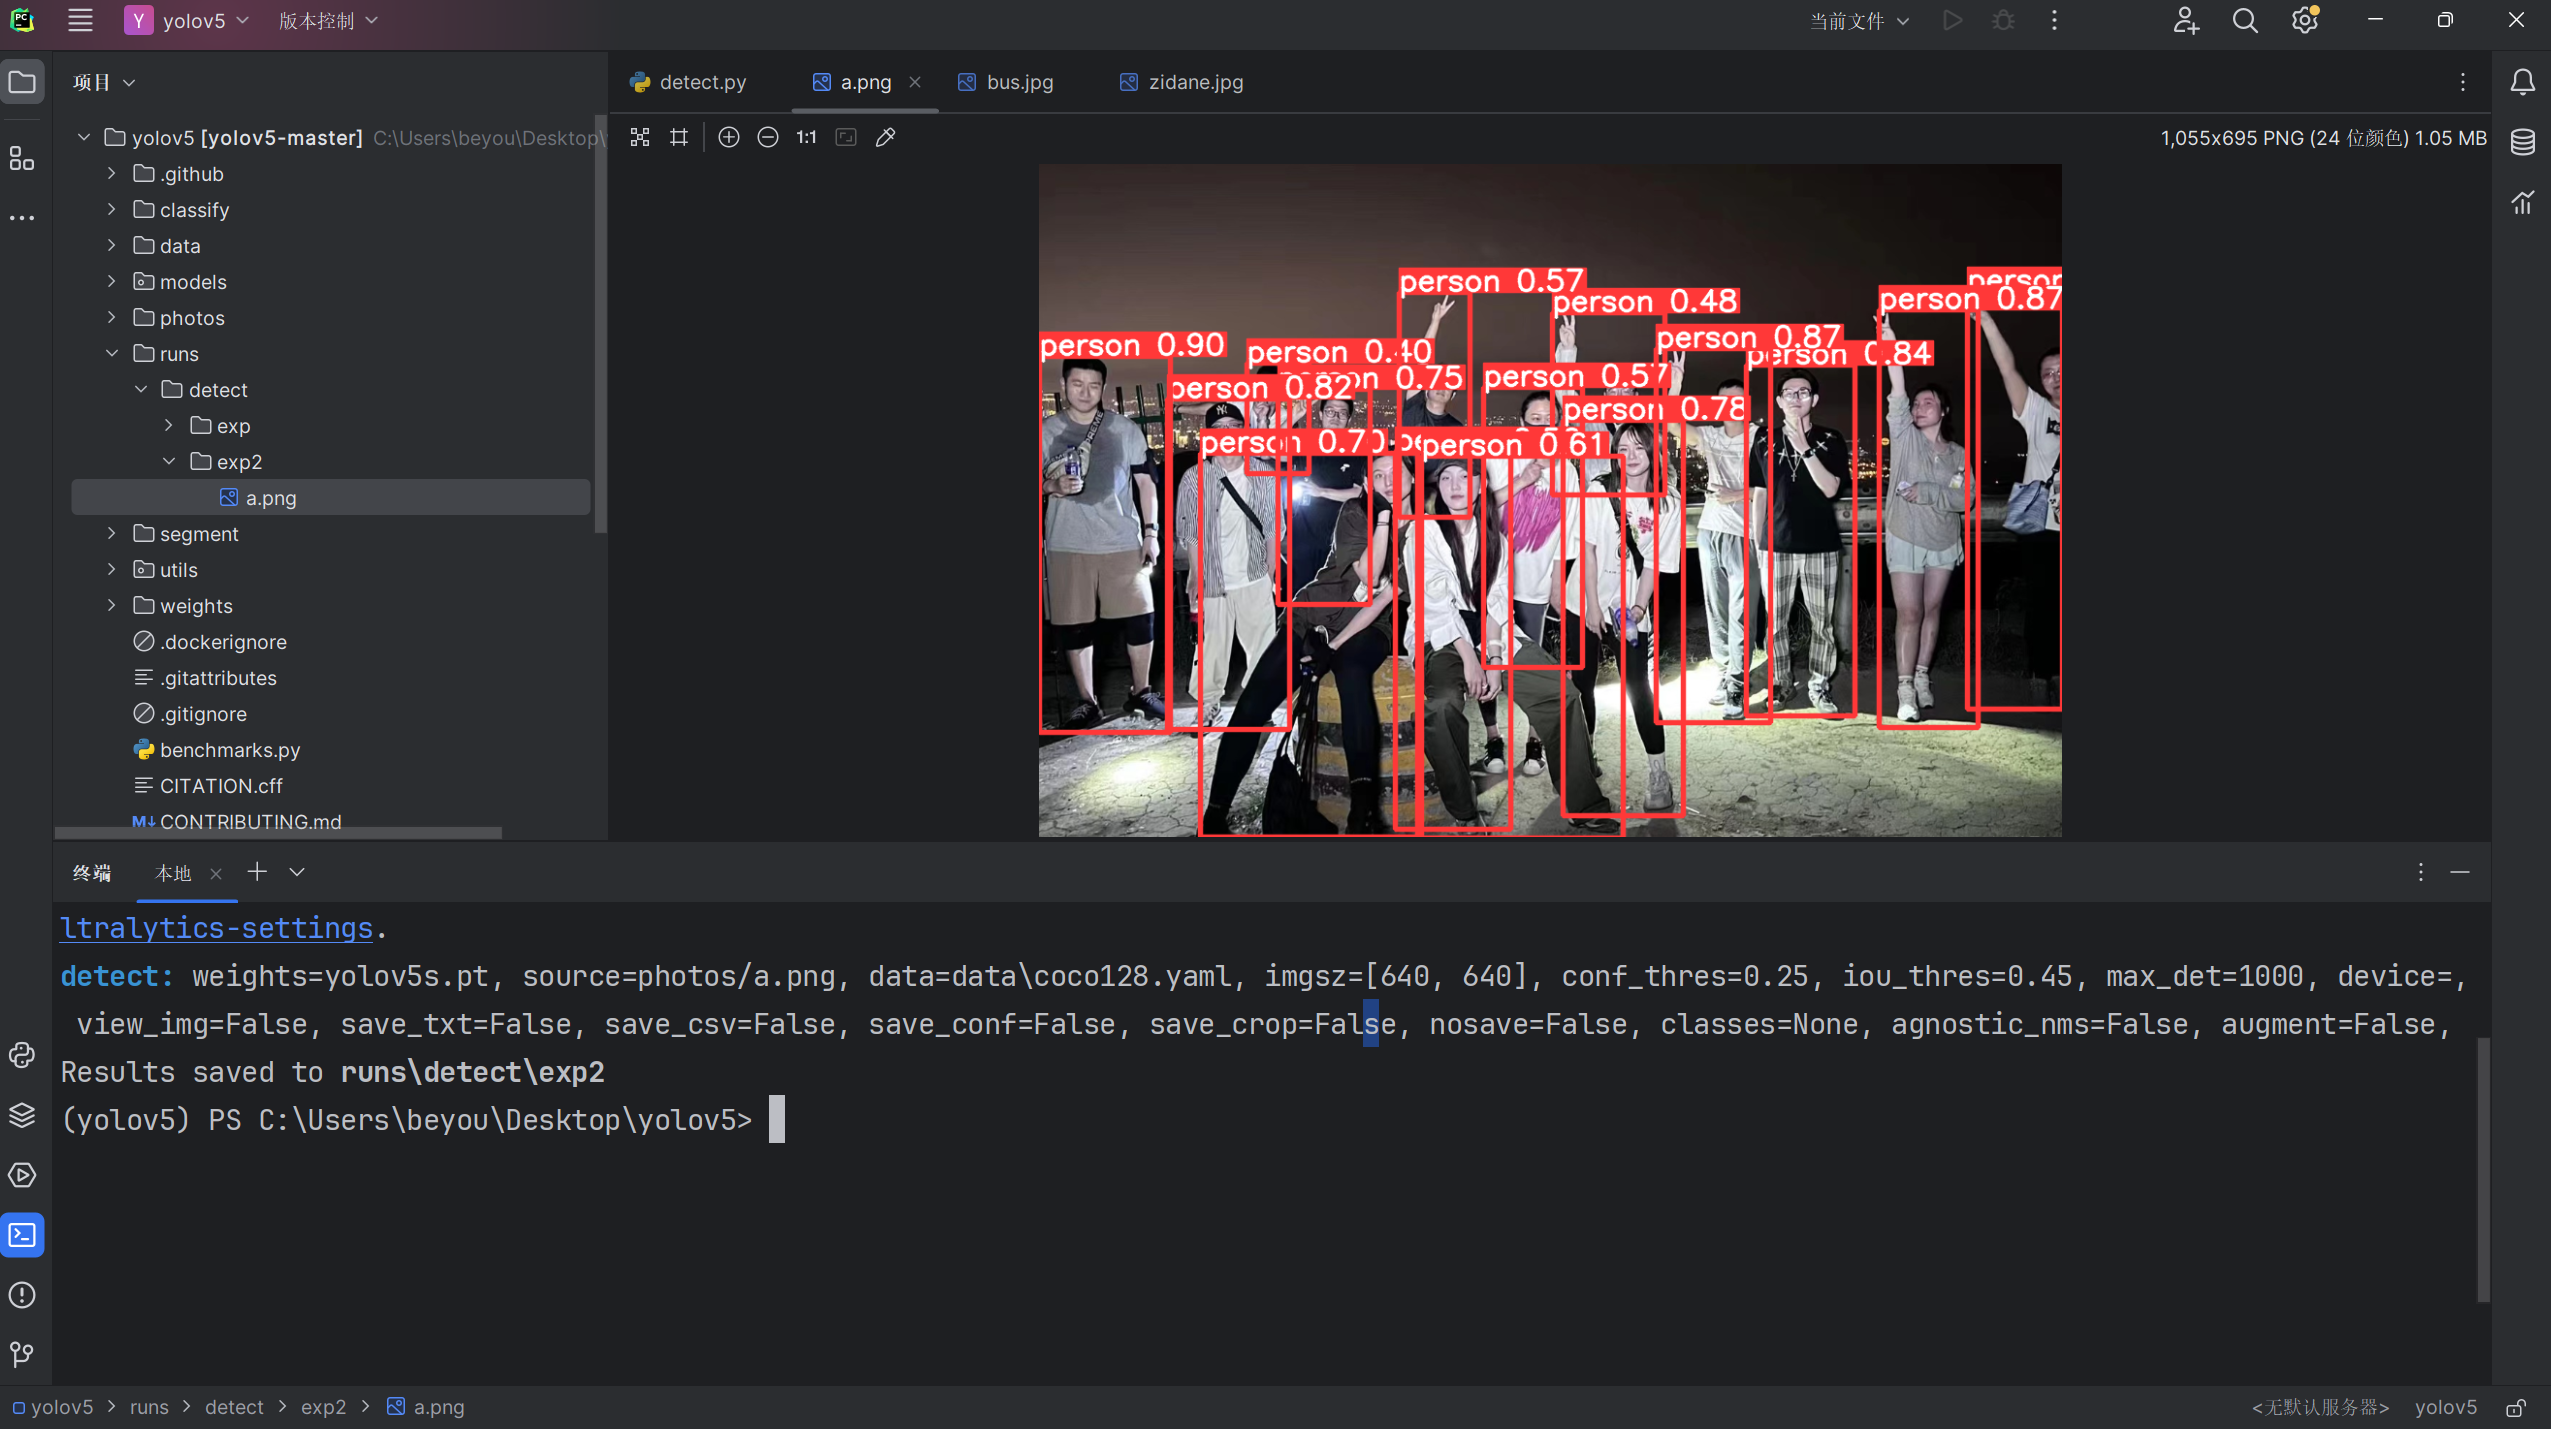 Y yolov5 版本控制 当前文件
项目
detect.py a.png bus.jpg zidane.jpg
yolov5 [yolov5-master] C:\Users\beyou\Desktop\
1:1
1,055x695 PNG (24 位颜色) 1.05 MB
.github
classify
data
models
photos
runs
detect
exp
exp2
a.png
segment
utils
weights
.dockerignore
.gitattributes
.gitignore
benchmarks.py
CITATION.cff
CONTRIBUTING.md
person 0.57
person
person 0.48
person 0.87
person 0.90
person 0.40
person 0.87
person 0.84
person 0.82
0.75
person 0.57
person 0.78
person 0.70
person 0.61
终端 本地
ltralytics-settings.
detect: weights=yolov5s.pt, source=photos/a.png, data=data\coco128.yaml, imgsz=[640, 640], conf_thres=0.25, iou_thres=0.45, max_det=1000, device=,
view_img=False, save_txt=False, save_csv=False, save_conf=False, save_crop=False, nosave=False, classes=None, agnostic_nms=False, augment=False,
Results saved to runs\detect\exp2
(yolov5) PS C:\Users\beyou\Desktop\yolov5>
yolov5 > runs > detect > exp2 > a.png
<无默认服务器> yolov5